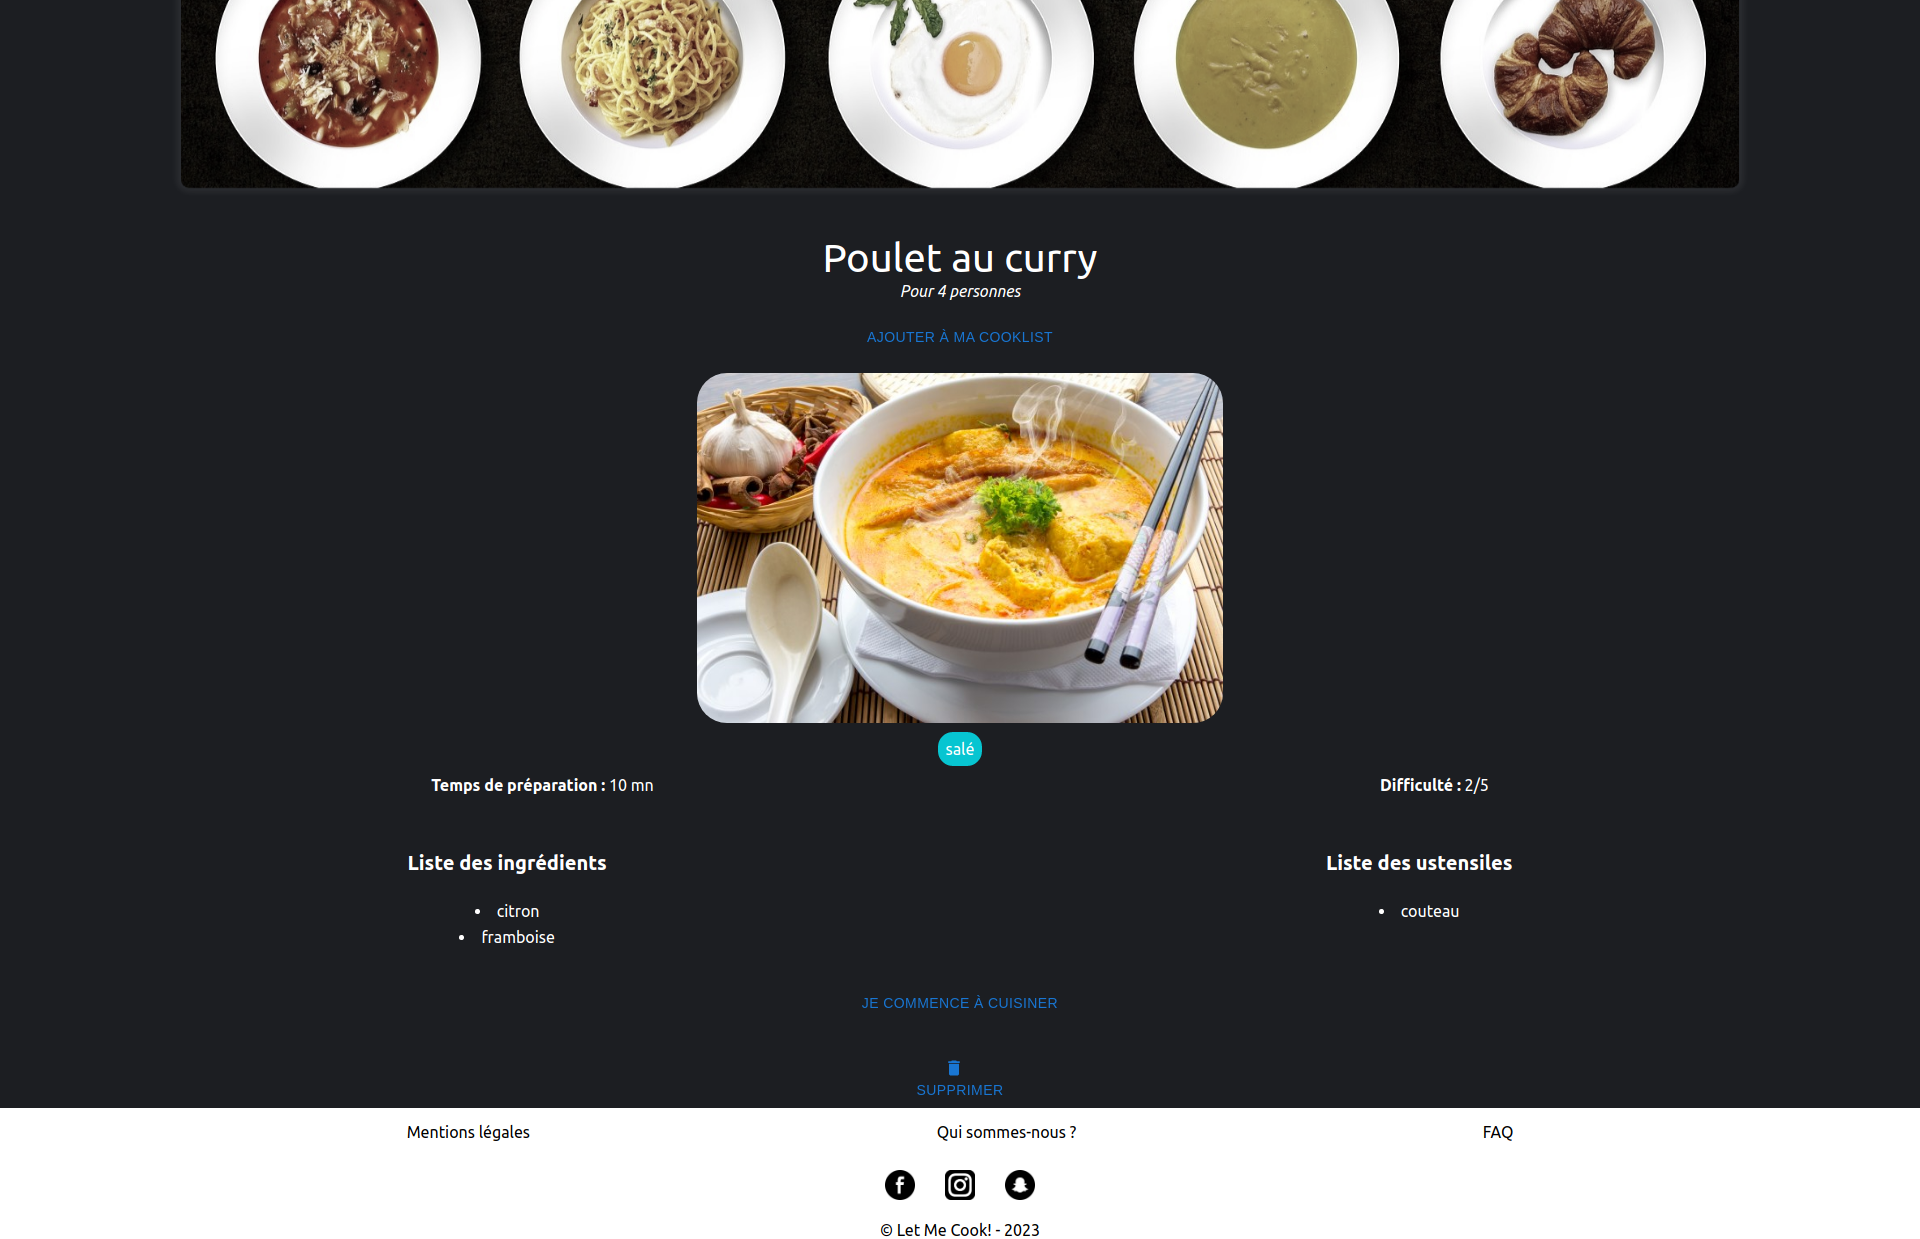 Poulet au curry
Pour 4 personnes
AJOUTER À MA COOKLIST
salé
Temps de préparation : 10 mn
Difficulté : 2/5
Liste des ingrédients
• citron
• framboise
Liste des ustensiles
• couteau
JE COMMENCE À CUISINER
SUPPRIMER
Mentions légales
Qui sommes-nous ?
FAQ
© Let Me Cook! - 2023